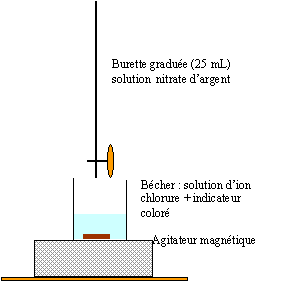 Burette graduée (25 mL)
solution nitrate d'argent
Bécher : solution d'ion
chlorure + indicateur
coloré
Agitateur magnétique